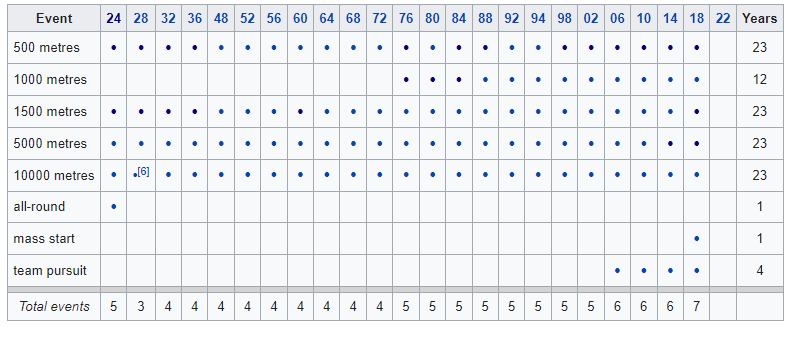 Event 24 28 32 36 48 52 56 60 64 68 72 76 80 84 88 92 94 98 02 06 10 14 18 22 Years
500 metres • • • • • • • • • • • • • • • • • • • • • • • 23
1000 metres • • • • • • • • • • • • 12
1500 metres • • • • • • • • • • • • • • • • • • • • • • • 23
5000 metres • • • • • • • • • • • • • • • • • • • • • • • 23
10000 metres • •[6] • • • • • • • • • • • • • • • • • • • • • 23
all-round • 1
mass start • 1
team pursuit • • • • 4
Total events 5 3 4 4 4 4 4 4 4 4 4 5 5 5 5 5 5 5 5 6 6 6 7